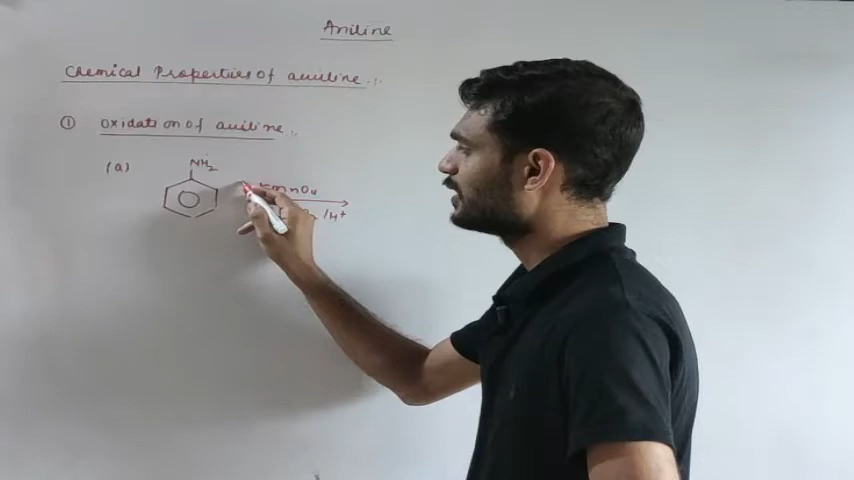 Aniline
Chemical Properties of aniline :
① Oxidation of aniline :
(a) NH2
KMnO4
/H+